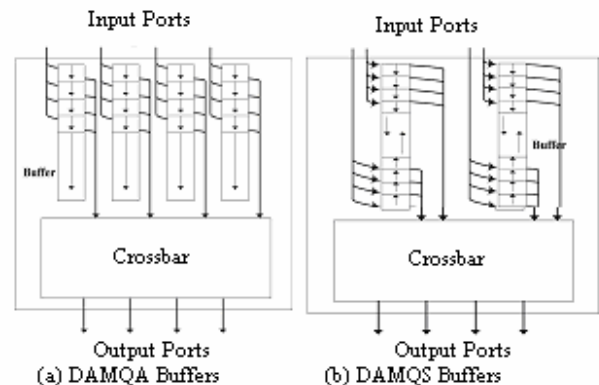 Input Ports
Input Ports
Buffer
Buffer
Crossbar
Crossbar
Output Ports
Output Ports
(a) DAMQA Buffers
(b) DAMQS Buffers